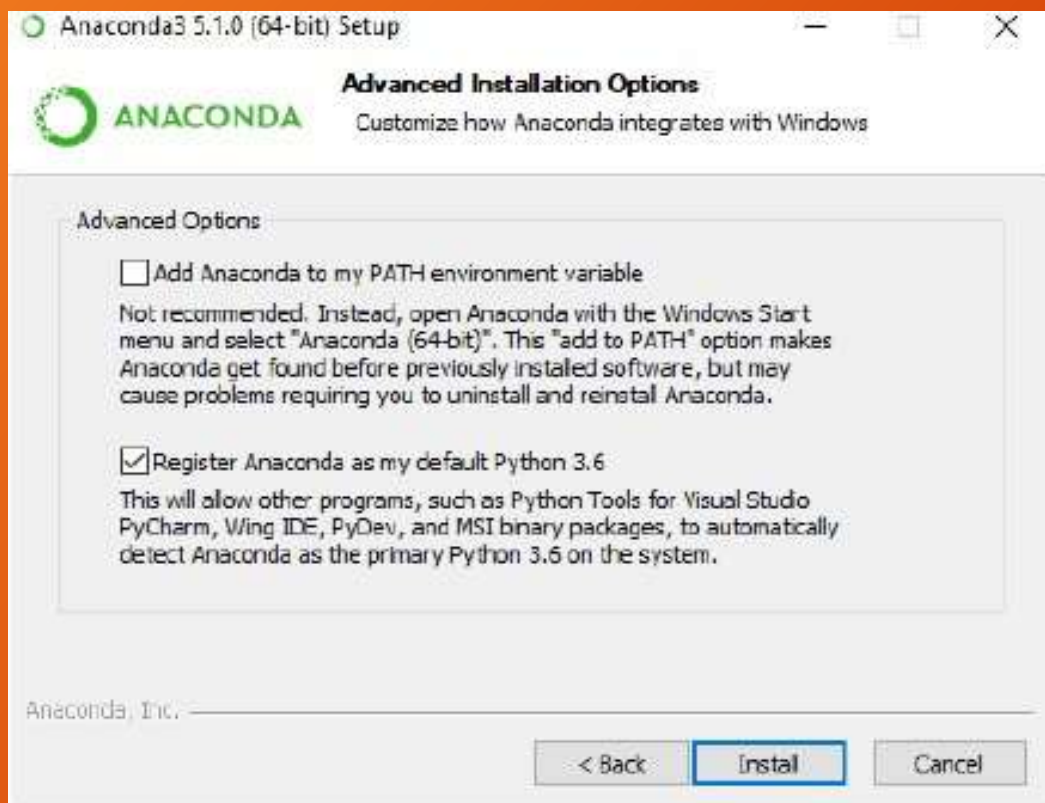 Anaconda3 5.1.0 (64-bit) Setup
ANACONDA
Advanced Installation Options
Customize how Anaconda integrates with Windows
Advanced Options
Add Anaconda to my PATH environment variable
Not recommended. Instead, open Anaconda with the Windows Start
menu and select "Anaconda (64-bit)". This "add to PATH" option makes
Anaconda get found before previously installed software, but may
cause problems requiring you to uninstall and reinstall Anaconda.
Register Anaconda as my default Python 3.6
This will allow other programs, such as Python Tools for Visual Studio
PyCharm, Wing IDE, PyDev, and MSI binary packages, to automatically
detect Anaconda as the primary Python 3.6 on the system.
Anaconda, Inc.
< Back
Install
Cancel